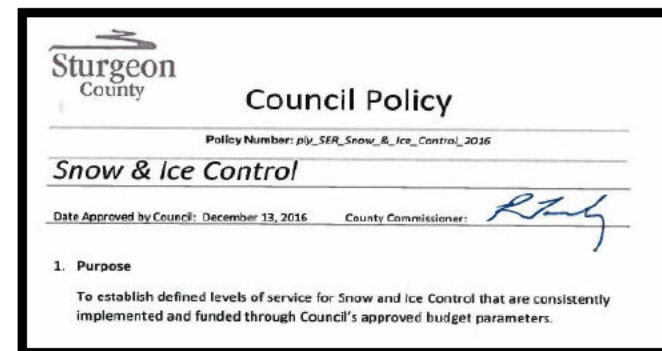 Sturgeon
County
Council Policy
Policy Number: ply_SER_Snow_&_Ice_Control_2016
Snow & Ice Control
Date Approved by Council: December 13, 2016 County Commissioner:
1. Purpose
To establish defined levels of service for Snow and Ice Control that are consistently
implemented and funded through Council's approved budget parameters.